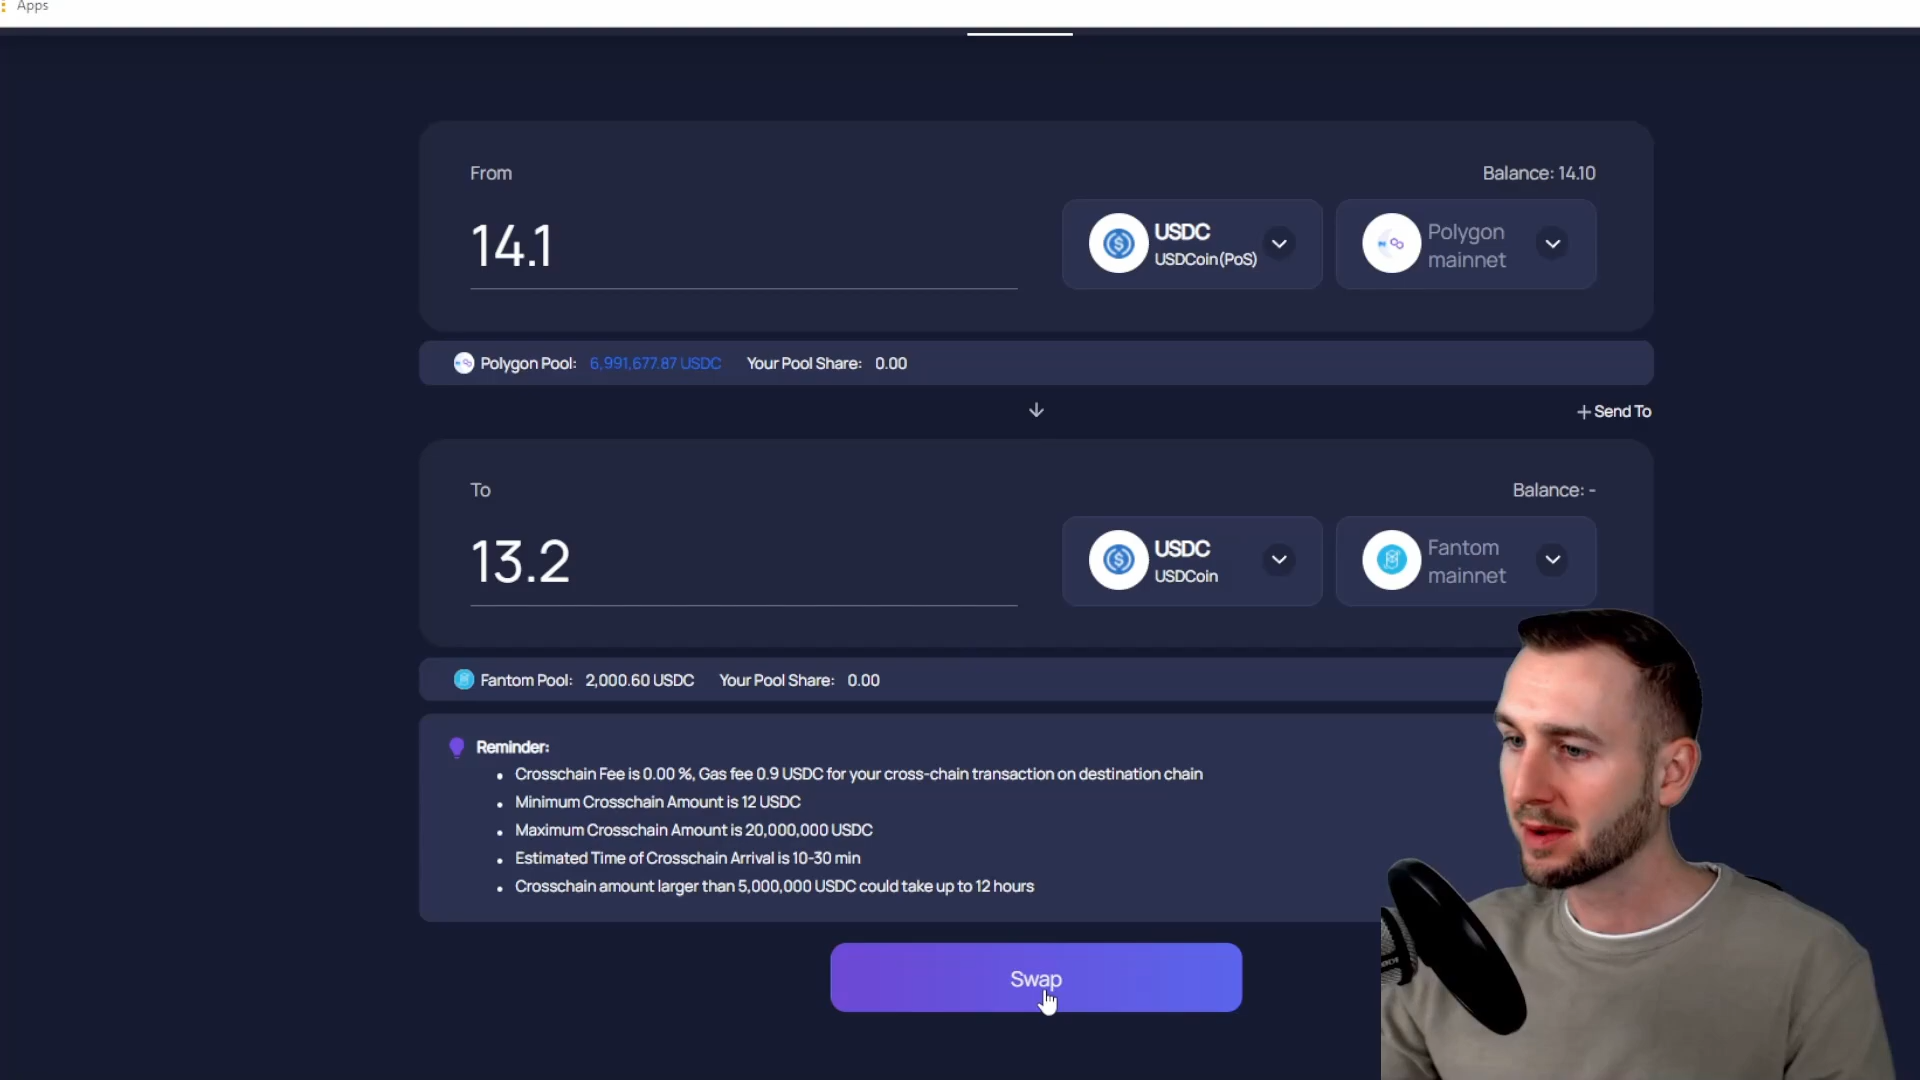 Apps
From
Balance: 14.10
14.1
USDC
USDCoin(PoS)
Polygon
mainnet
Polygon Pool: 6,991,677.87 USDC Your Pool Share: 0.00
+ Send To
To
Balance: -
13.2
USDC
USDCoin
Fantom
mainnet
Fantom Pool: 2,000.60 USDC Your Pool Share: 0.00
Reminder:
• Crosschain Fee is 0.00 %, Gas fee 0.9 USDC for your cross-chain transaction on destination chain
• Minimum Crosschain Amount is 12 USDC
• Maximum Crosschain Amount is 20,000,000 USDC
• Estimated Time of Crosschain Arrival is 10-30 min
• Crosschain amount larger than 5,000,000 USDC could take up to 12 hours
Swap